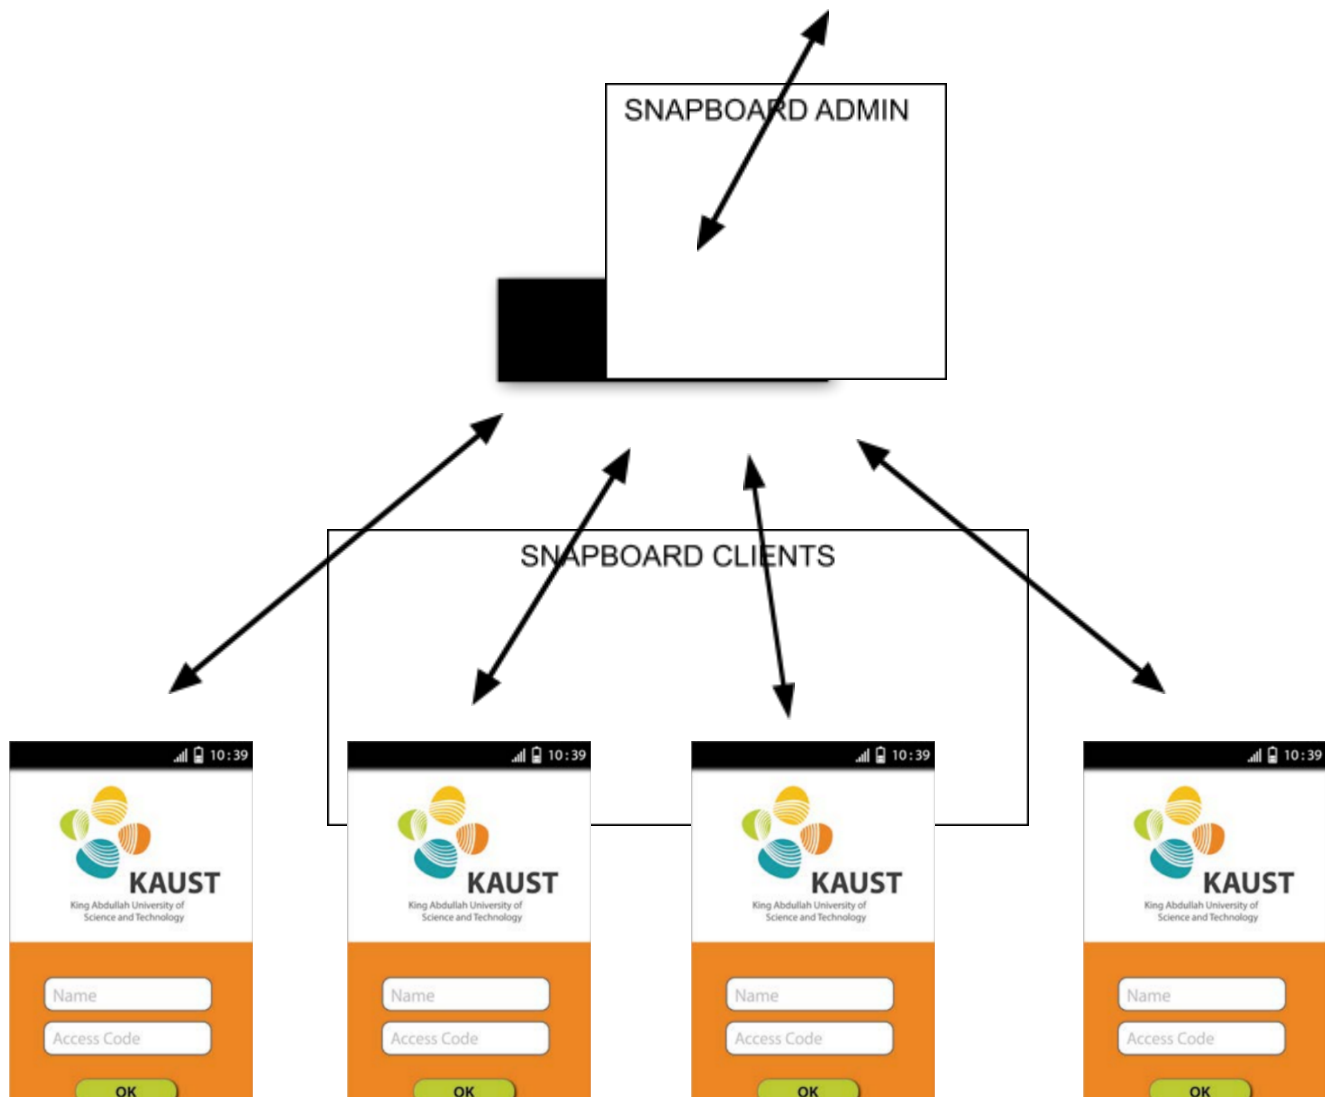 SNAPBOARD ADMIN
SNAPBOARD CLIENTS
10:39
KAUST
King Abdullah University of
Science and Technology
Name
Access Code
OK
10:39
KAUST
King Abdullah University of
Science and Technology
Name
Access Code
OK
10:39
KAUST
King Abdullah University of
Science and Technology
Name
Access Code
OK
10:39
KAUST
King Abdullah University of
Science and Technology
Name
Access Code
OK